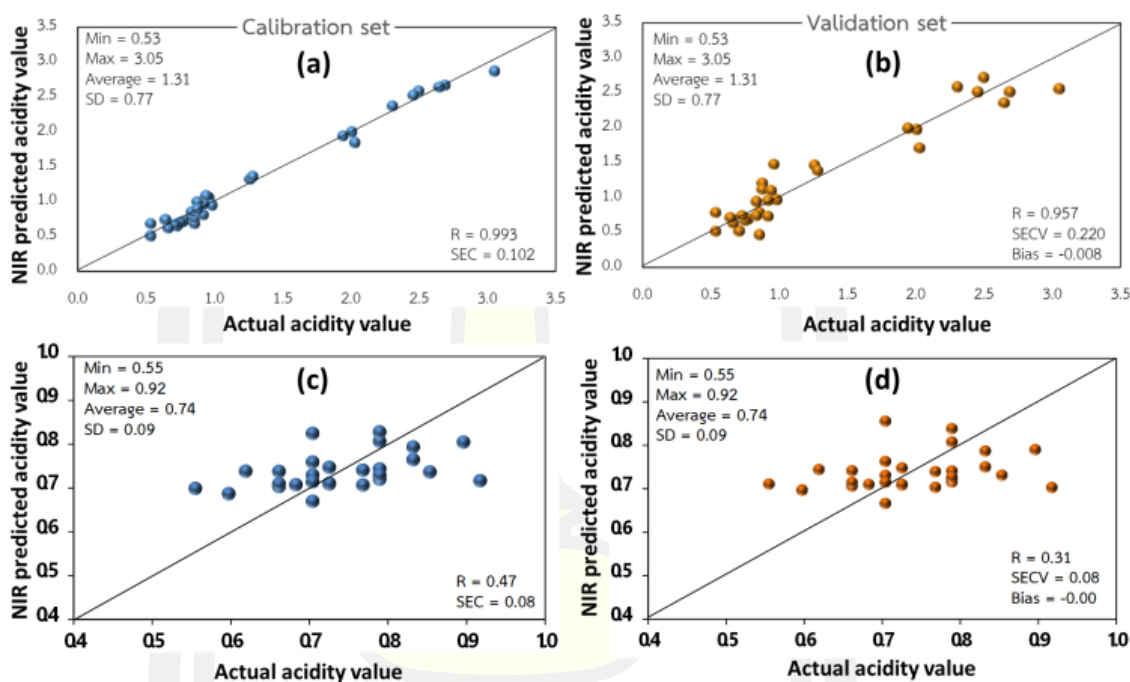 Calibration set
(a)
Min = 0.53
Max = 3.05
Average = 1.31
SD = 0.77
R = 0.993
SEC = 0.102
NIR predicted acidity value
3.5
3.0
2.5
2.0
1.5
1.0
0.5
0.0
0.0 0.5 1.0 1.5 2.0 2.5 3.0 3.5
Actual acidity value
Validation set
(b)
Min = 0.53
Max = 3.05
Average = 1.31
SD = 0.77
R = 0.957
SECV = 0.220
Bias = -0.008
NIR predicted acidity value
3.5
3.0
2.5
2.0
1.5
1.0
0.5
0.0
0.0 0.5 1.0 1.5 2.0 2.5 3.0 3.5
Actual acidity value
(c)
Min = 0.55
Max = 0.92
Average = 0.74
SD = 0.09
R = 0.47
SEC = 0.08
NIR predicted acidity value
1.0
0.9
0.8
0.7
0.6
0.5
0.4
0.4 0.5 0.6 0.7 0.8 0.9 1.0
Actual acidity value
(d)
Min = 0.55
Max = 0.92
Average = 0.74
SD = 0.09
R = 0.31
SECV = 0.08
Bias = -0.00
NIR predicted acidity value
1.0
0.9
0.8
0.7
0.6
0.5
0.4
0.4 0.5 0.6 0.7 0.8 0.9 1.0
Actual acidity value